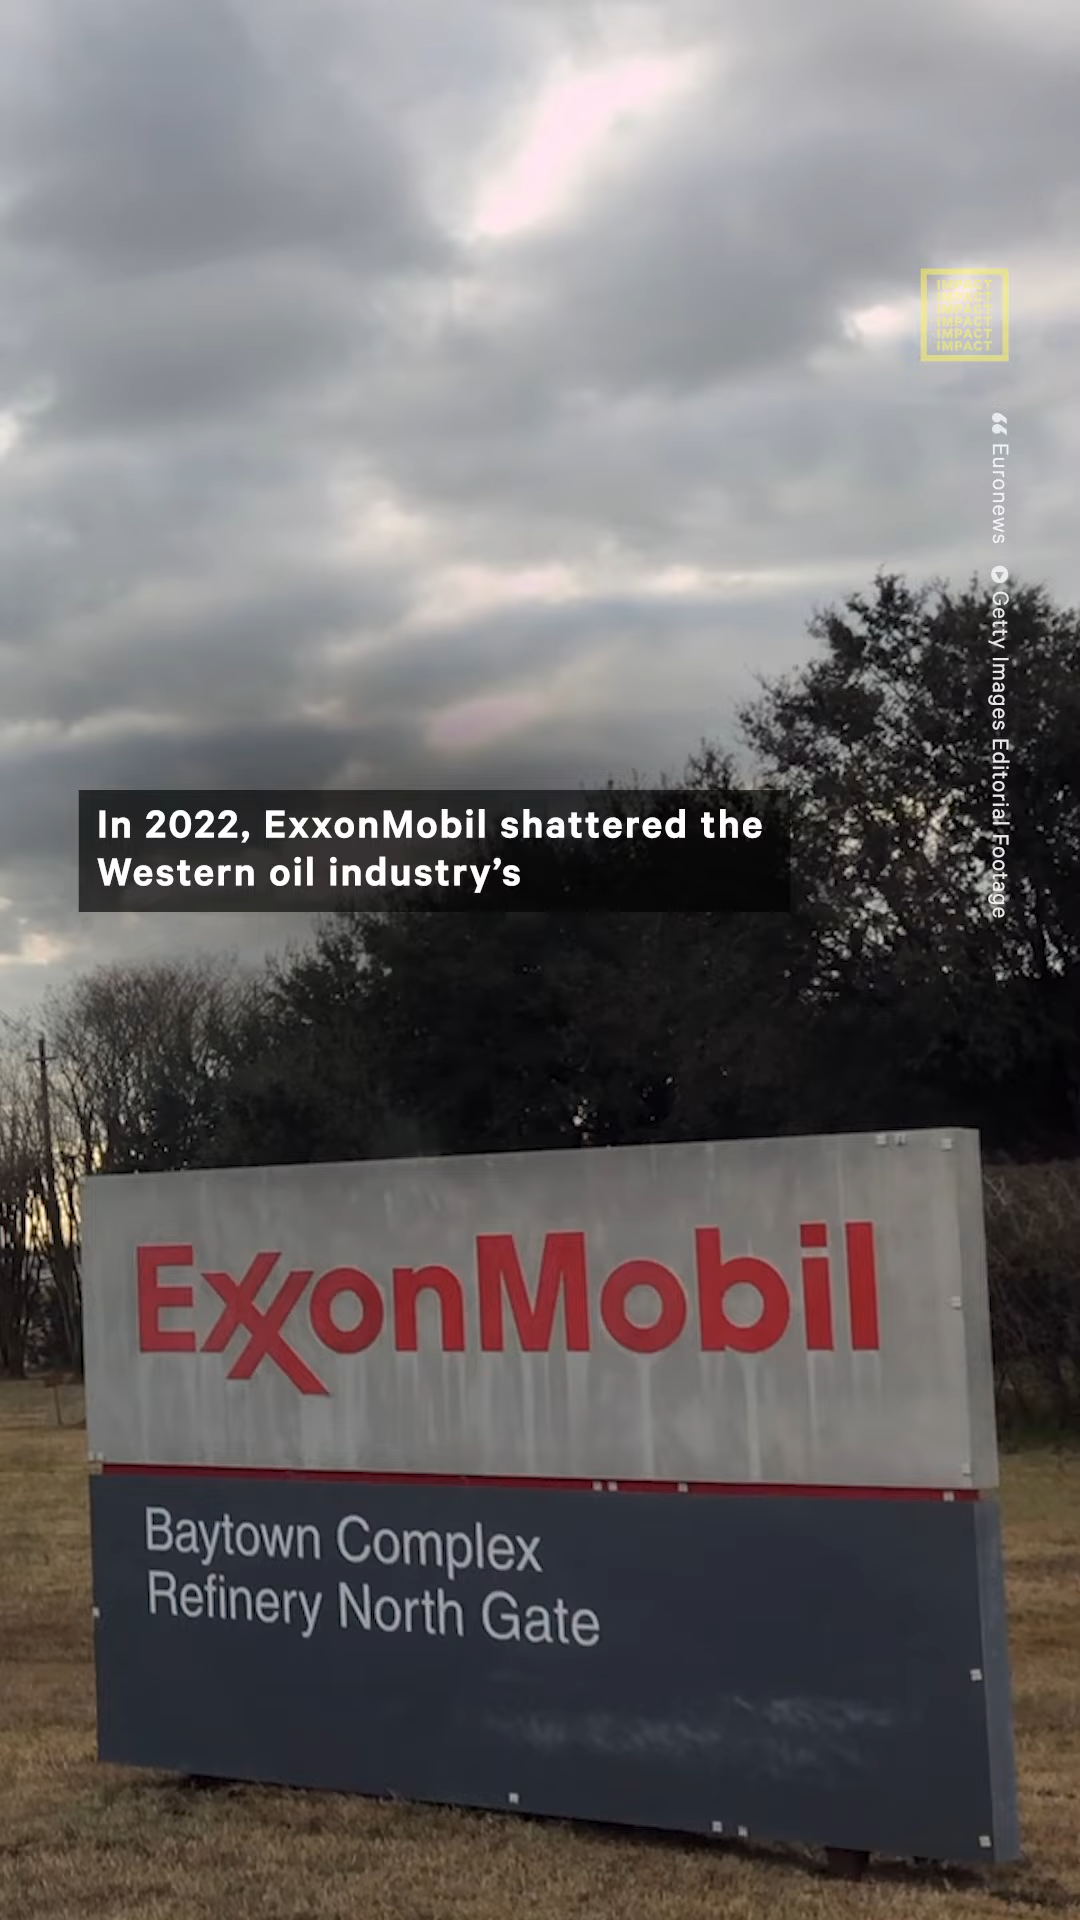 IMPACT
IMPACT
IMPACT
IMPACT
IMPACT
IMPACT
“ Euronews Getty Images Editorial Footage
In 2022, ExxonMobil shattered the
Western oil industry’s
ExxonMobil
Baytown Complex
Refinery North Gate